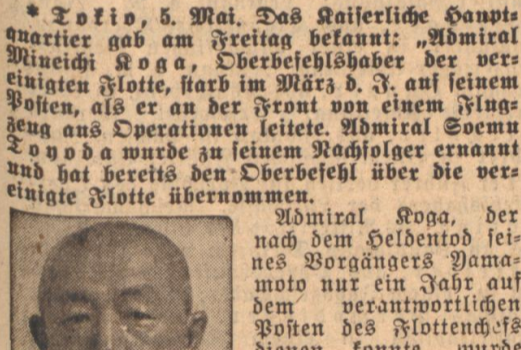 * Tokio, 5. Mai. Das Kaiserliche Haupt-
quartier gab am Freitag bekannt: „Admiral
Mineichi Koga, Oberbefehlshaber der ver-
einigten Flotte, starb im März d. J. auf seinem
Posten, als er an der Front von einem Flug-
zeug aus Operationen leitete. Admiral Soemu
Toyoda wurde zu seinem Nachfolger ernannt
und hat bereits den Oberbefehl über die ver-
einigte Flotte übernommen.
Admiral Koga, der
nach dem Heldentod sei-
nes Vorgängers Yama-
moto nur ein Jahr auf
dem verantwortlichen
Posten des Flottenchefs
dienen konnte, wurde